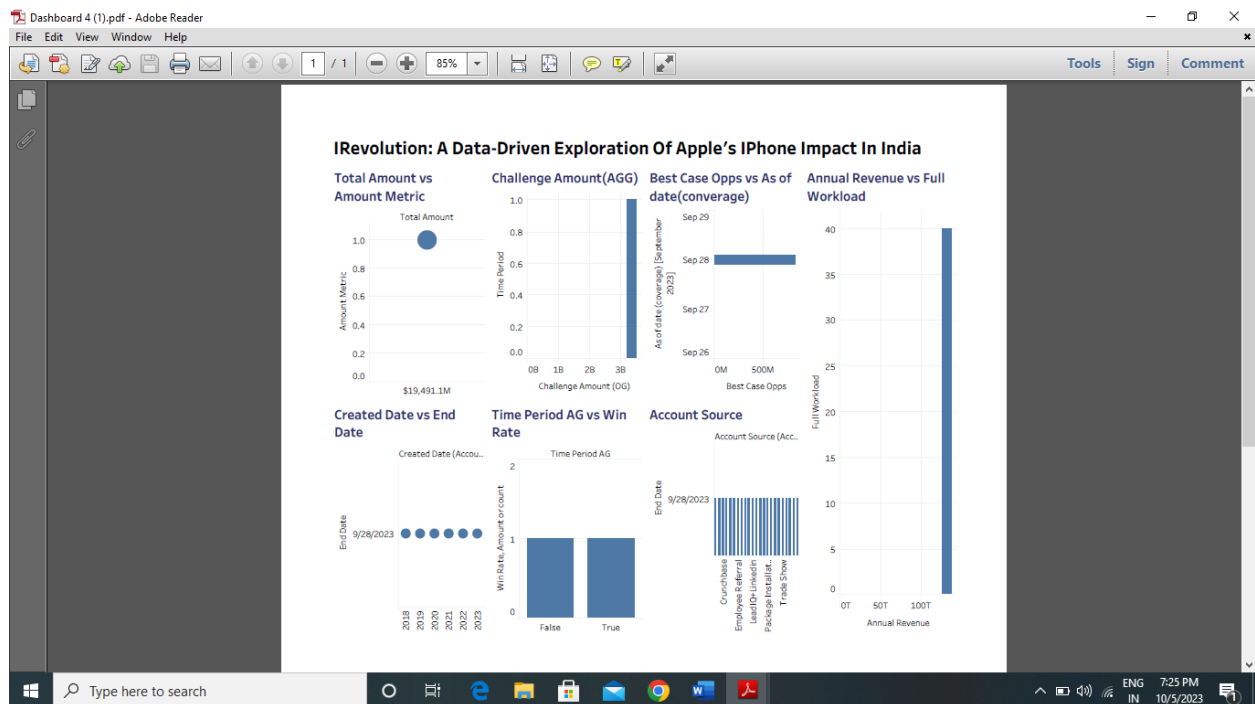 Dashboard 4 (1).pdf - Adobe Reader
File Edit View Window Help
1 / 1 85% Tools Sign Comment
IRevolution: A Data-Driven Exploration Of Apple's IPhone Impact In India
Total Amount vs
Amount Metric
Total Amount
Amount Metric
1.0
0.8
0.6
0.4
0.2
0.0
$19,491.1M
Challenge Amount(AGG)
Time Period
1.0
0.8
0.6
0.4
0.2
0.0
0B 1B 2B 3B
Challenge Amount (OG)
Best Case Opps vs As of
date(converage)
As of date (coverage) [September
2023]
Sep 29
Sep 28
Sep 27
Sep 26
0M 500M
Best Case Opps
Annual Revenue vs Full
Workload
Full Workload
40
35
30
25
20
15
10
5
0
0T 50T 100T
Annual Revenue
Created Date vs End
Date
Created Date (Accou..
End Date
9/28/2023
2018
2019
2020
2021
2022
2023
Time Period AG vs Win
Rate
Time Period AG
Win Rate, Amount or count
2
1
0
False True
Account Source
Account Source (Acc..
End Date
9/28/2023
Crunchbase
Employee Referral
LeadIQ+Linkedin
Package Installat..
Trade Show
Type here to search
ENG 7:25 PM
IN 10/5/2023
1